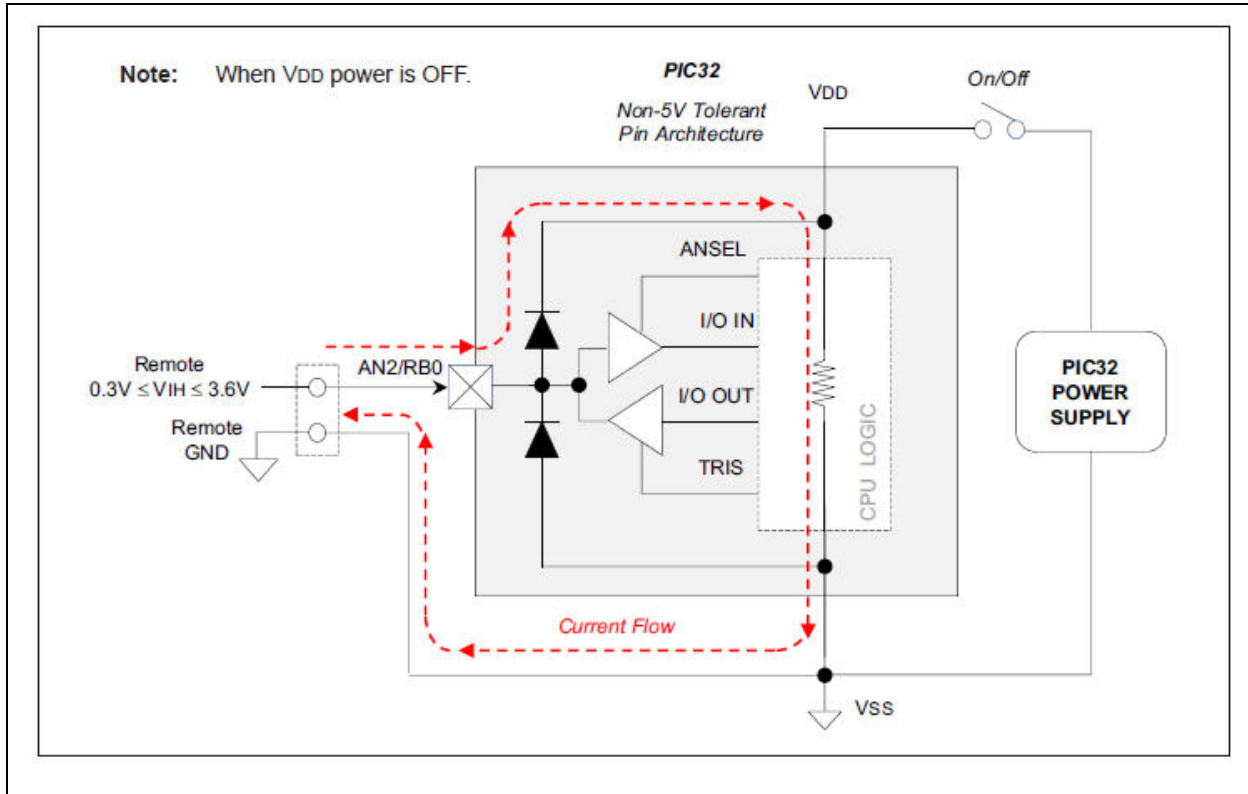 Note: When VDD power is OFF.
PIC32
Non-5V Tolerant
Pin Architecture
VDD
On/Off
ANSEL
I/O IN
AN2/RB0
I/O OUT
TRIS
CPU LOGIC
Remote
0.3V ≤ VIH ≤ 3.6V
Remote
GND
PIC32
POWER
SUPPLY
Current Flow
VSS